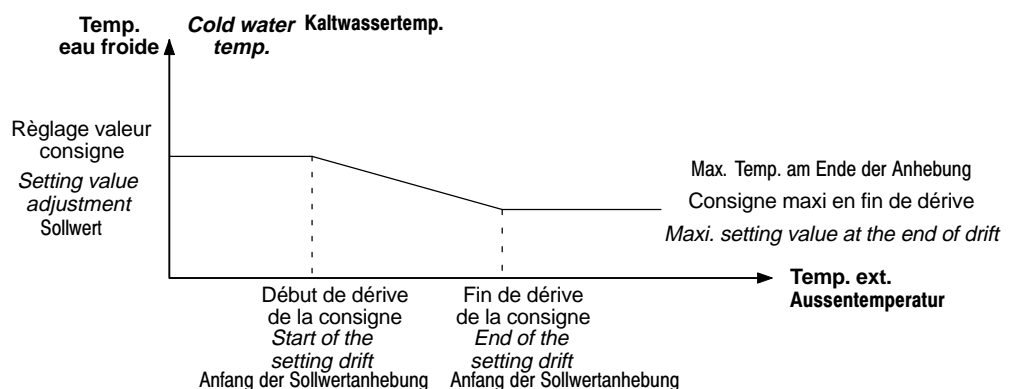 Temp.
eau froide
Cold water
temp.
Kaltwassertemp.
Règlage valeur
consigne
Setting value
adjustment
Sollwert
Max. Temp. am Ende der Anhebung
Consigne maxi en fin de dérive
Maxi. setting value at the end of drift
Temp. ext.
Aussentemperatur
Début de dérive
de la consigne
Start of the
setting drift
Anfang der Sollwertanhebung
Fin de dérive
de la consigne
End of the
setting drift
Anfang der Sollwertanhebung